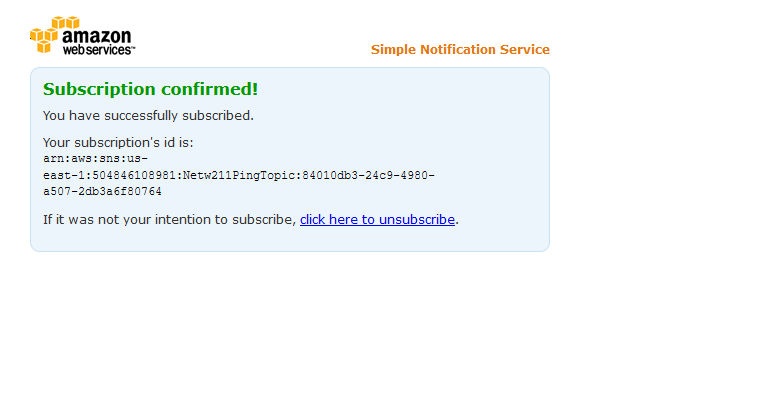 amazon
webservices™
Simple Notification Service
Subscription confirmed!
You have successfully subscribed.
Your subscription's id is:
arn:aws:sns:us-
east-1:504846108981:Netw211PingTopic:84010db3-24c9-4980-
a507-2db3a6f80764
If it was not your intention to subscribe, click here to unsubscribe.